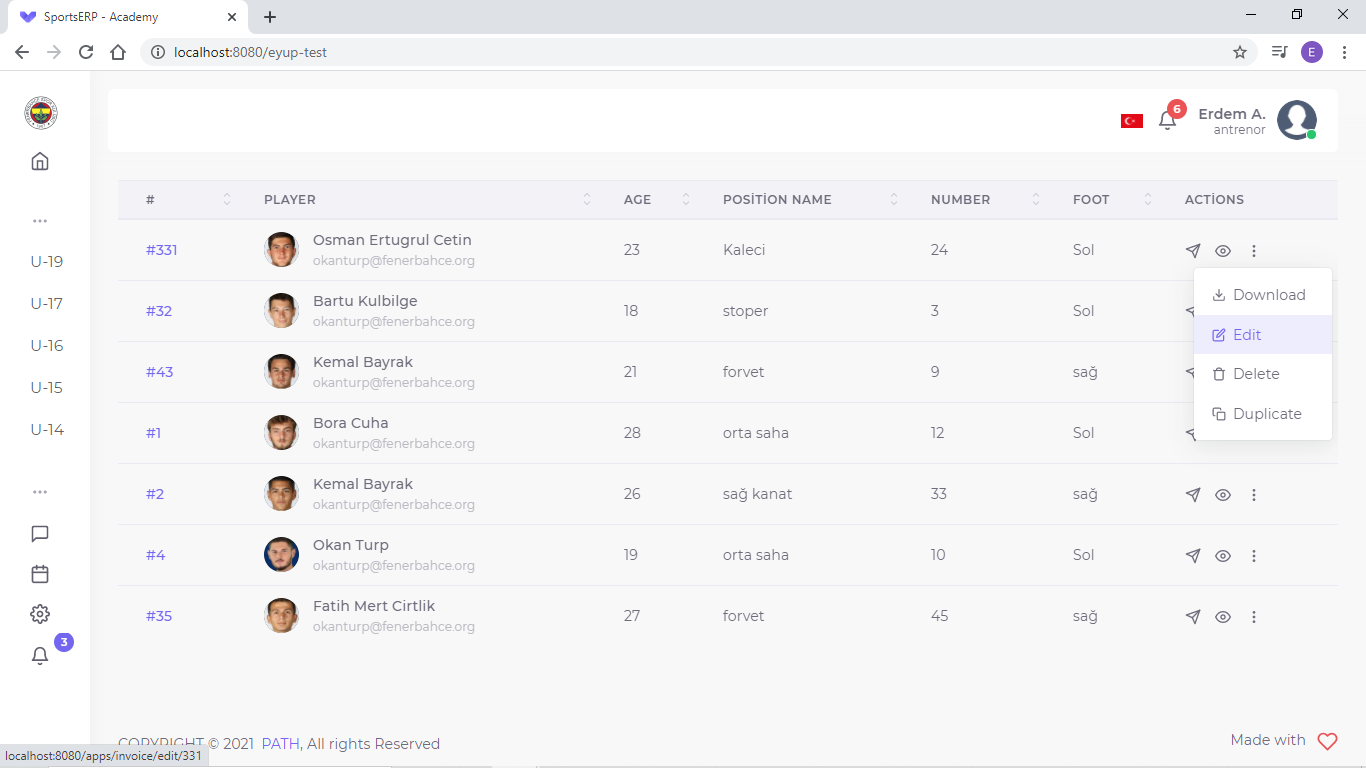 SportsERP - Academy
localhost:8080/eyup-test
E
6
Erdem A.
antrenor
# PLAYER AGE POSİTİON NAME NUMBER FOOT ACTİONS
#331 Osman Ertugrul Cetin 23 Kaleci 24 Sol
okanturp@fenerbahce.org
#32 Bartu Kulbilge 18 stoper 3 Sol
okanturp@fenerbahce.org
#43 Kemal Bayrak 21 forvet 9 sağ
okanturp@fenerbahce.org
#1 Bora Cuha 28 orta saha 12 Sol
okanturp@fenerbahce.org
#2 Kemal Bayrak 26 sağ kanat 33 sağ
okanturp@fenerbahce.org
#4 Okan Turp 19 orta saha 10 Sol
okanturp@fenerbahce.org
#35 Fatih Mert Cirtlik 27 forvet 45 sağ
okanturp@fenerbahce.org
Download
Edit
Delete
Duplicate
U-19
U-17
U-16
U-15
U-14
3
COPYRIGHT © 2021 PATH, All rights Reserved
Made with
localhost:8080/apps/invoice/edit/331